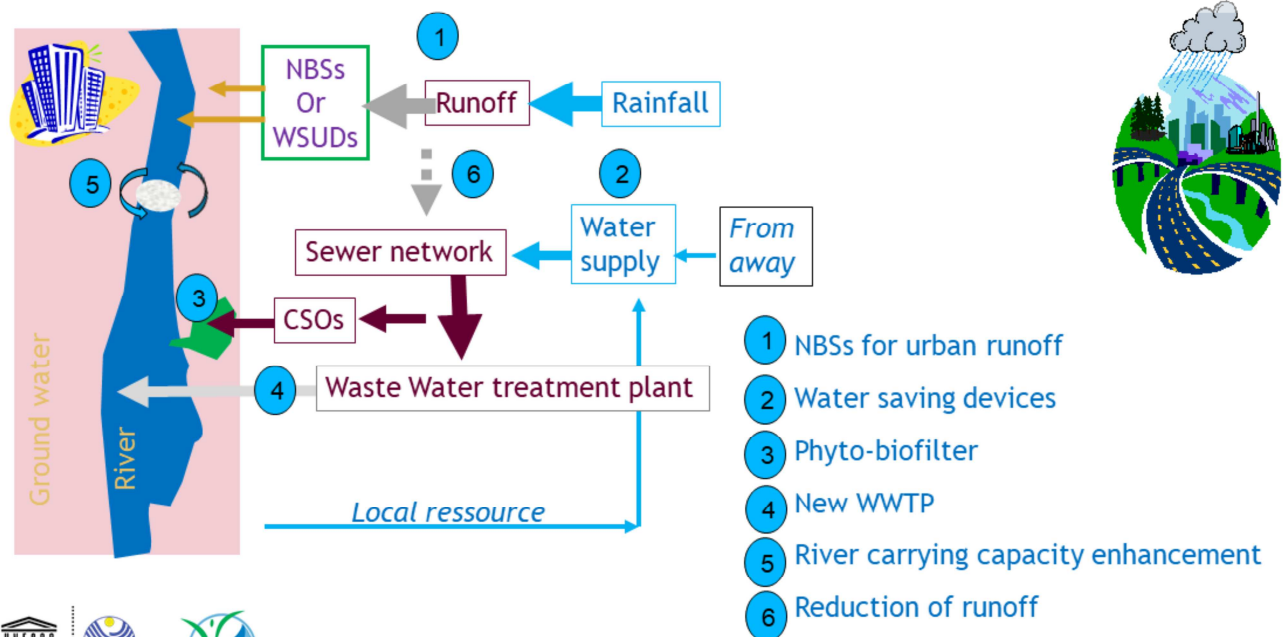 1
NBSs
Or
WSUDs
Runoff
Rainfall
6
2
5
Water
supply
From
away
Sewer network
3
CSOs
4
Waste Water treatment plant
Ground water
River
Local ressource
1 NBSs for urban runoff
2 Water saving devices
3 Phyto-biofilter
4 New WWTP
5 River carrying capacity enhancement
6 Reduction of runoff